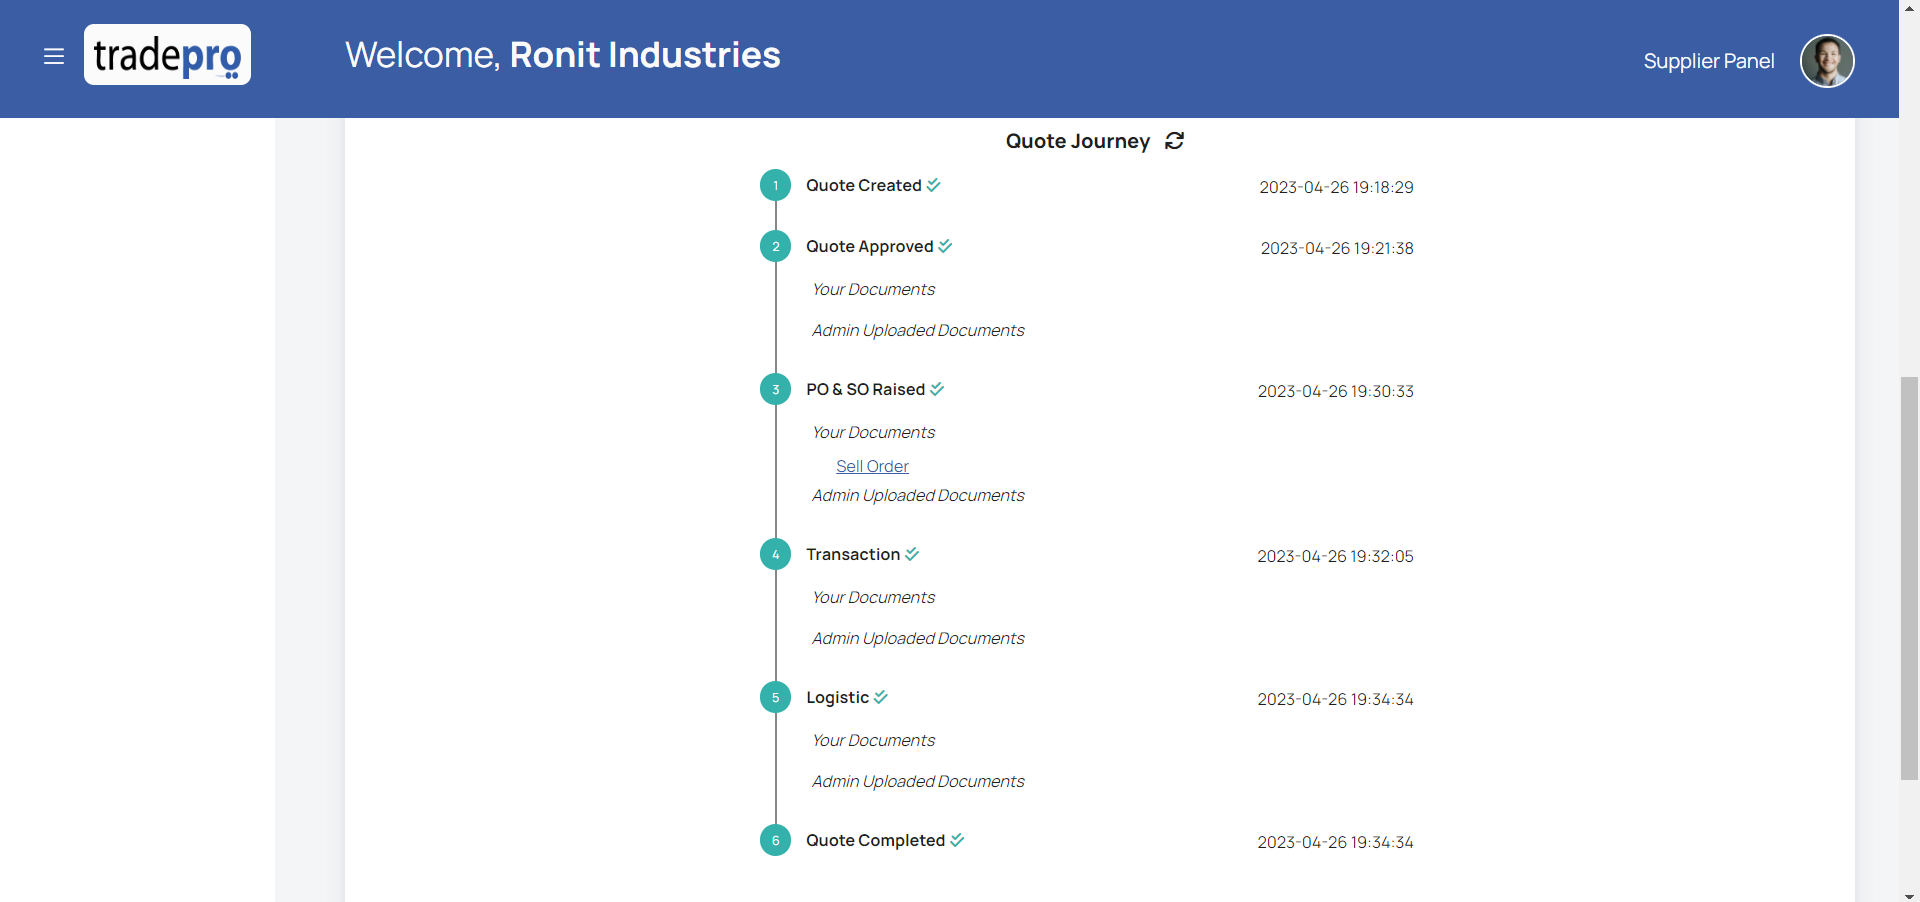 tradepro
Welcome, Ronit Industries
Supplier Panel
Quote Journey
1 Quote Created 2023-04-26 19:18:29
2 Quote Approved 2023-04-26 19:21:38
Your Documents
Admin Uploaded Documents
3 PO & SO Raised 2023-04-26 19:30:33
Your Documents
Sell Order
Admin Uploaded Documents
4 Transaction 2023-04-26 19:32:05
Your Documents
Admin Uploaded Documents
5 Logistic 2023-04-26 19:34:34
Your Documents
Admin Uploaded Documents
6 Quote Completed 2023-04-26 19:34:34